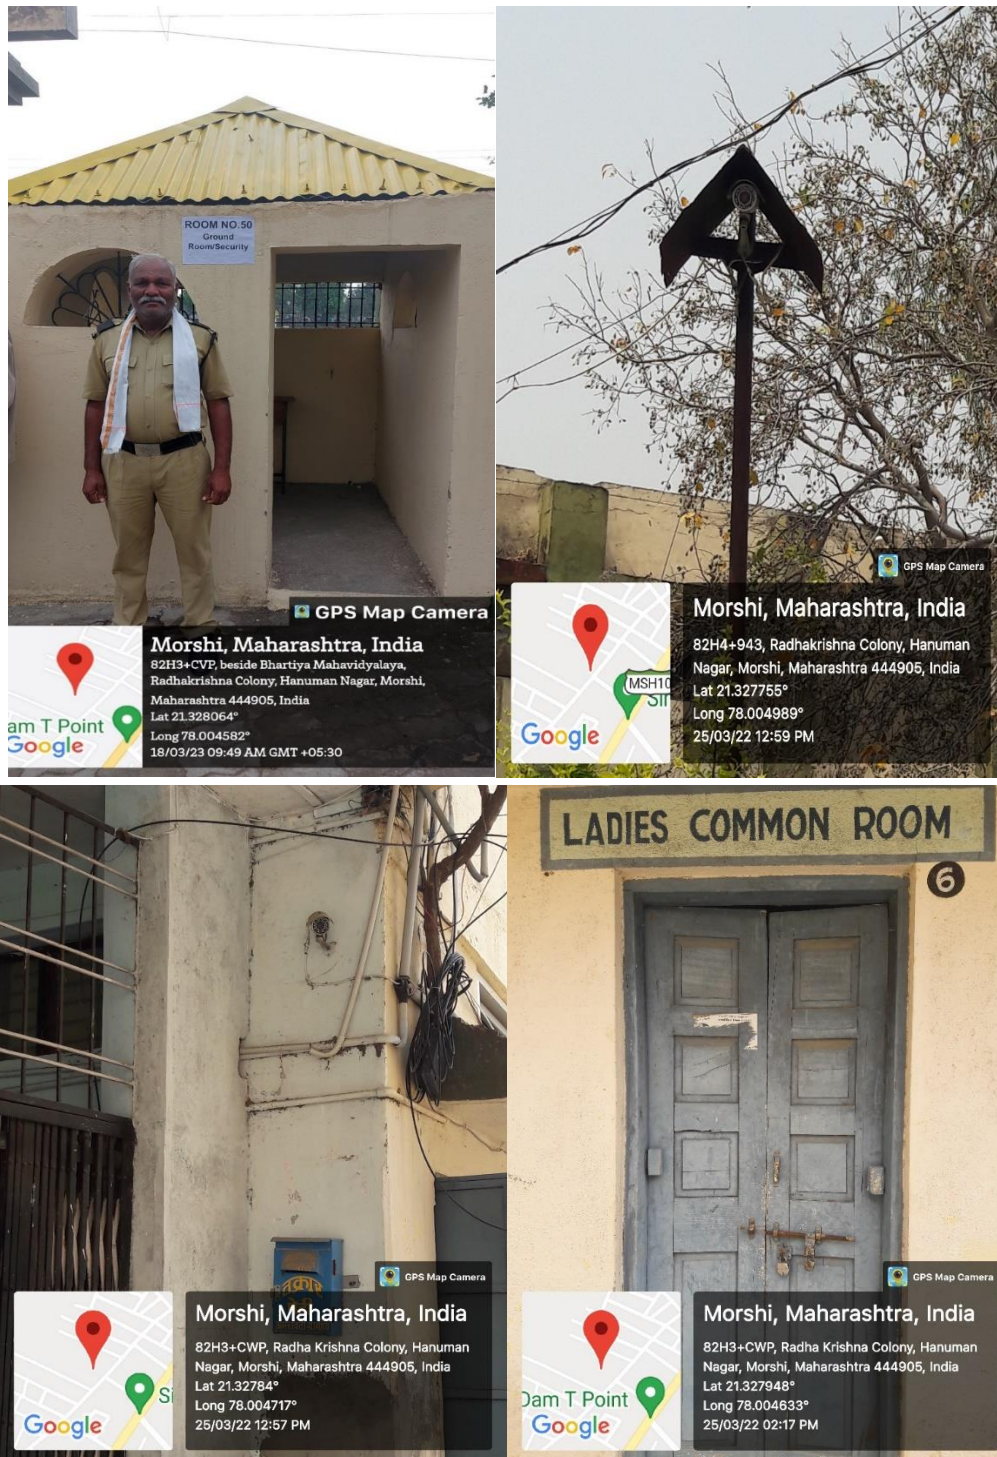 ROOM NO.50
Ground
Room/Security
GPS Map Camera
Morshi, Maharashtra, India
82H3+CVP, beside Bhartiya Mahavidyalaya,
Radhakrishna Colony, Hanuman Nagar, Morshi,
Maharashtra 444905, India
Lat 21.328064°
Long 78.004582°
18/03/23 09:49 AM GMT +05:30
am T Point
Google
GPS Map Camera
Morshi, Maharashtra, India
82H4+943, Radhakrishna Colony, Hanuman
Nagar, Morshi, Maharashtra 444905, India
Lat 21.327755°
Long 78.004989°
25/03/22 12:59 PM
MSH10
Sir
Google
GPS Map Camera
Morshi, Maharashtra, India
82H3+CWP, Radha Krishna Colony, Hanuman
Nagar, Morshi, Maharashtra 444905, India
Lat 21.32784°
Long 78.004717°
25/03/22 12:57 PM
Si
Google
LADIES COMMON ROOM
6
GPS Map Camera
Morshi, Maharashtra, India
82H3+CWP, Radha Krishna Colony, Hanuman
Nagar, Morshi, Maharashtra 444905, India
Lat 21.327948°
Long 78.004633°
25/03/22 02:17 PM
Dam T Point
Google